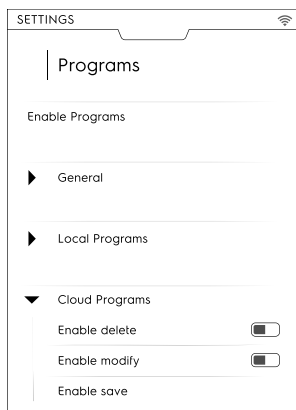 SETTINGS
Programs
Enable Programs
General
Local Programs
Cloud Programs
Enable delete
Enable modify
Enable save